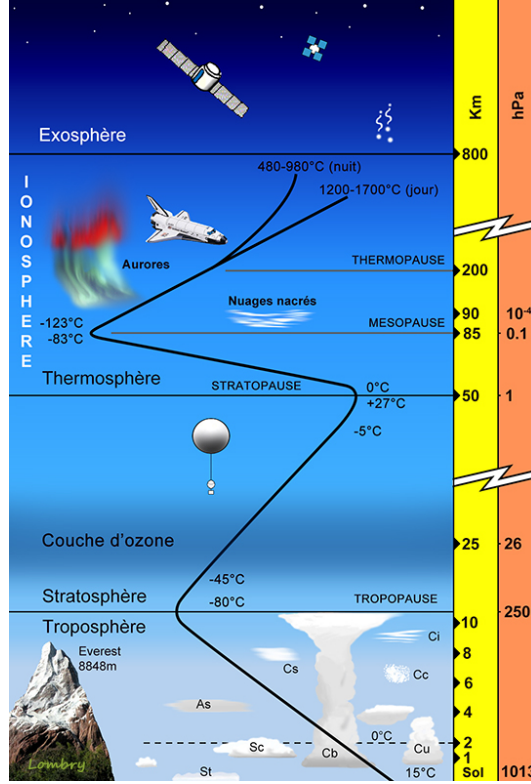 Km
hPa
Exosphère
800
480-980°C (nuit)
1200-1700°C (jour)
IONOSPHERE
Aurores
THERMOPAUSE
200
Nuages nacrés
90
10-4
-123°C
MESOPAUSE
85
0.1
-83°C
Thermosphère
STRATOPAUSE
0°C
+27°C
50
1
-5°C
Couche d'ozone
25
26
-45°C
Stratosphère
-80°C
TROPOPAUSE
250
Troposphère
10
Ci
Everest
8848m
8
Cs
Cc
6
As
4
0°C
2
Sc
Cb
Cu
1
Lombry
St
15°C
Sol
1013